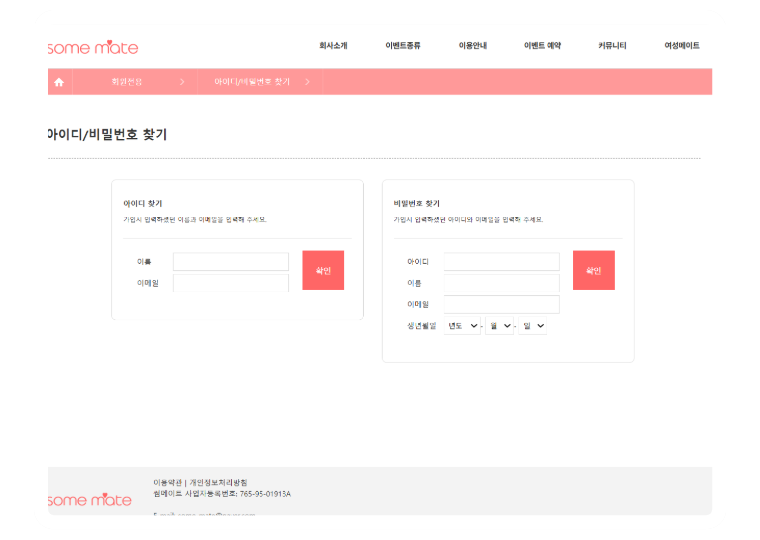 some mate
회사소개 이벤트종류 이용안내 이벤트 예약 커뮤니티 여성메이트
회원전용 > 아이디/비밀번호 찾기 >
아이디/비밀번호 찾기
아이디 찾기
가입시 입력하셨던 이름과 이메일을 입력해 주세요.
이름
이메일
확인
비밀번호 찾기
가입시 입력하셨던 아이디와 이메일을 입력해 주세요.
아이디
이름
이메일
생년월일 년도 - 월 - 일
확인
some mate
이용약관 | 개인정보처리방침
썸메이트 사업자등록번호: 765-95-01913A